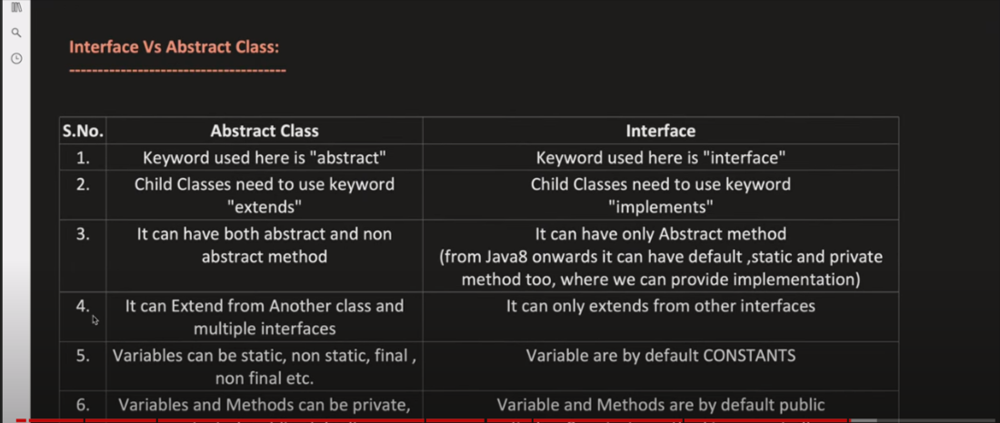 Interface Vs Abstract Class:
--------------------------------------
S.No. Abstract Class Interface
1. Keyword used here is "abstract" Keyword used here is "interface"
2. Child Classes need to use keyword Child Classes need to use keyword
"extends" "implements"
3. It can have both abstract and non It can have only Abstract method
abstract method (from Java8 onwards it can have default ,static and private
method too, where we can provide implementation)
4. It can Extend from Another class and It can only extends from other interfaces
multiple interfaces
5. Variables can be static, non static, final , Variable are by default CONSTANTS
non final etc.
6. Variables and Methods can be private, Variable and Methods are by default public